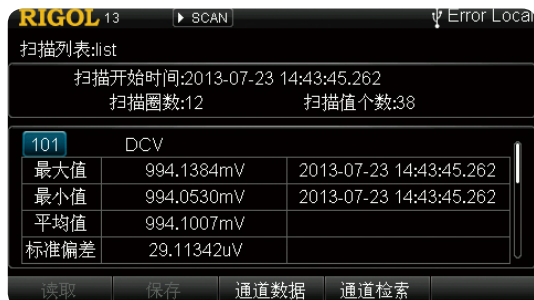 RIGOL 13 ▶ SCAN Error Local
扫描列表:list
扫描开始时间:2013-07-23 14:43:45.262
扫描圈数:12 扫描值个数:38
101 DCV
最大值 994.1384mV 2013-07-23 14:43:45.262
最小值 994.0530mV 2013-07-23 14:43:45.262
平均值 994.1007mV
标准偏差 29.11342uV
读取 保存 通道数据 通道检索